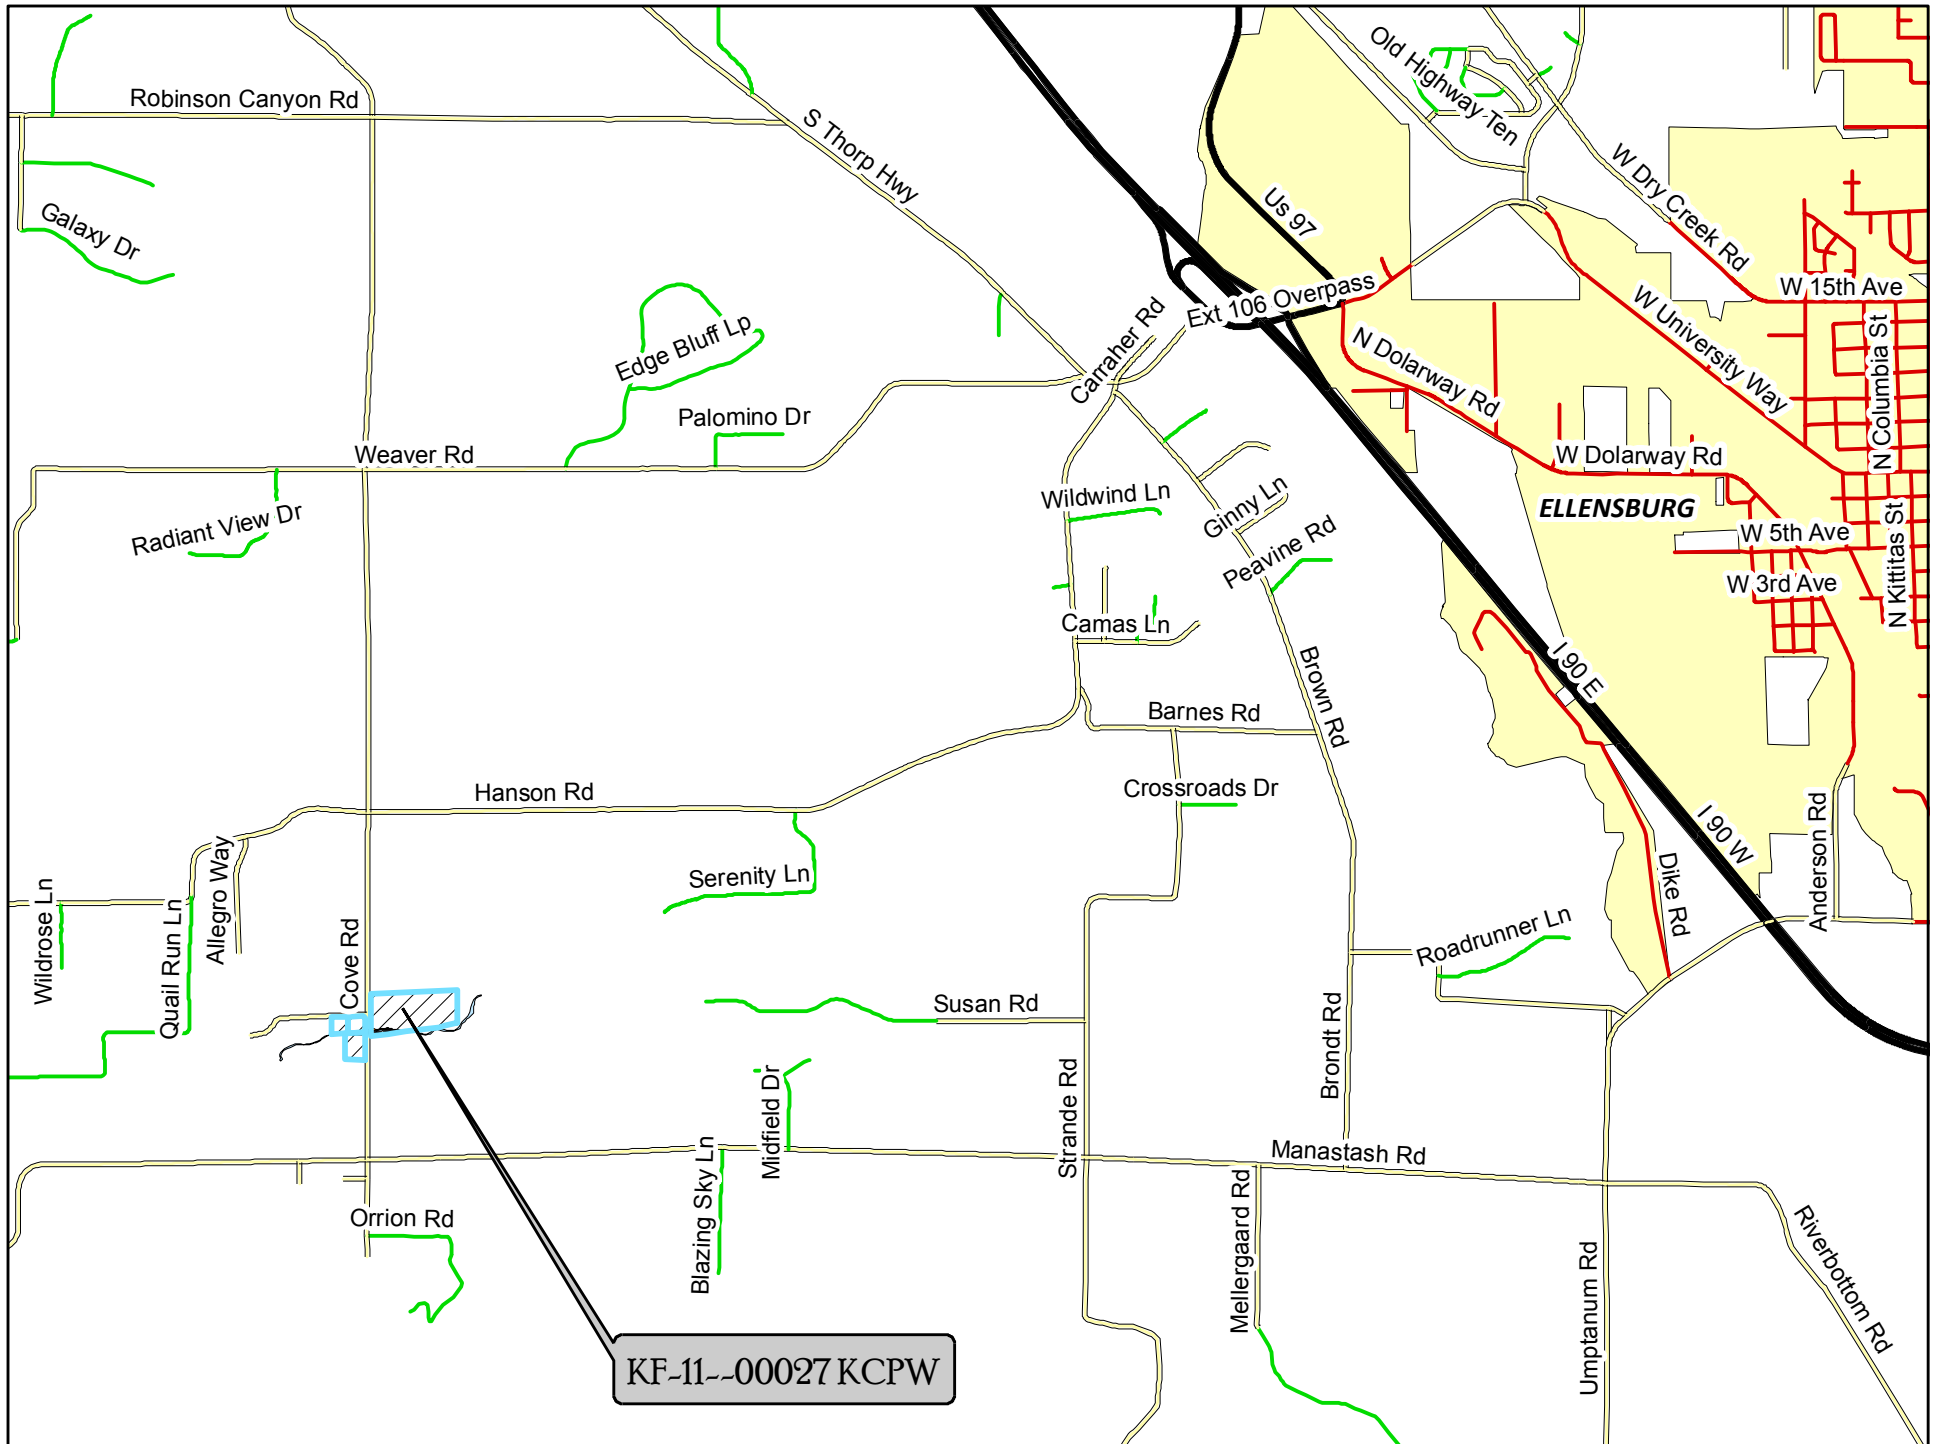 Robinson Canyon Rd
S Thorp Hwy
Old Highway Ten
W Dry Creek Rd
Us 97
Galaxy Dr
W 15th Ave
Ext 106 Overpass
W University Way
N Columbia St
Carraher Rd
N Dolarway Rd
Edge Bluff Lp
Palomino Dr
Weaver Rd
W Dolarway Rd
Wildwind Ln
Ginny Ln
ELLENSBURG
Radiant View Dr
Peavine Rd
W 5th Ave
N Kittitas St
W 3rd Ave
Camas Ln
I 90 E
Brown Rd
Barnes Rd
Hanson Rd
Crossroads Dr
I 90 W
Anderson Rd
Allegro Way
Serenity Ln
Dike Rd
Wildrose Ln
Quail Run Ln
Cove Rd
Roadrunner Ln
Susan Rd
Brondt Rd
Strande Rd
Midfield Dr
Manastash Rd
Blazing Sky Ln
Mellergaard Rd
Orrion Rd
Umptanum Rd
Riverbottom Rd
KF-11--00027 KCPW